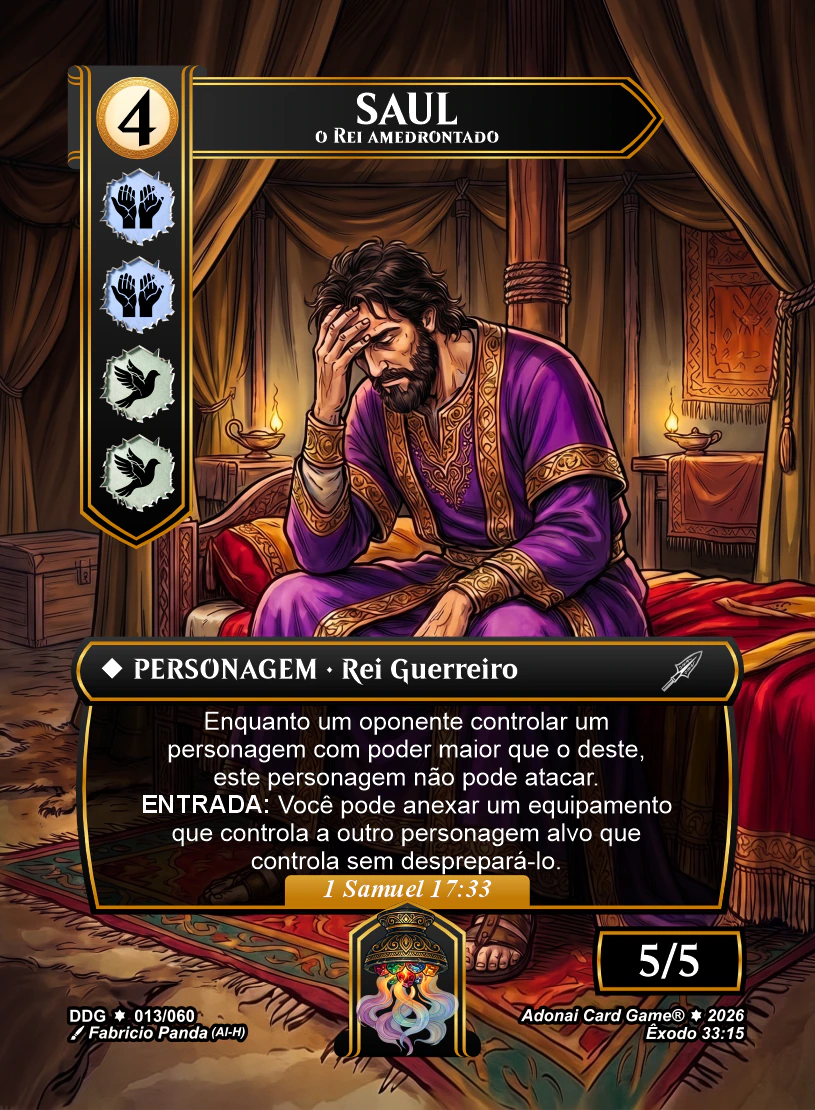 4
SAUL
o Rei amedrontado
◆ PERSONAGEM · Rei Guerreiro
Enquanto um oponente controlar um
personagem com poder maior que o deste,
este personagem não pode atacar.
ENTRADA: Você pode anexar um equipamento
que controla a outro personagem alvo que
controla sem desprepará-lo.
1 Samuel 17:33
5/5
DDG ✶ 013/060
Fabricio Panda (AI-H)
Adonai Card Game® ✶ 2026
Êxodo 33:15